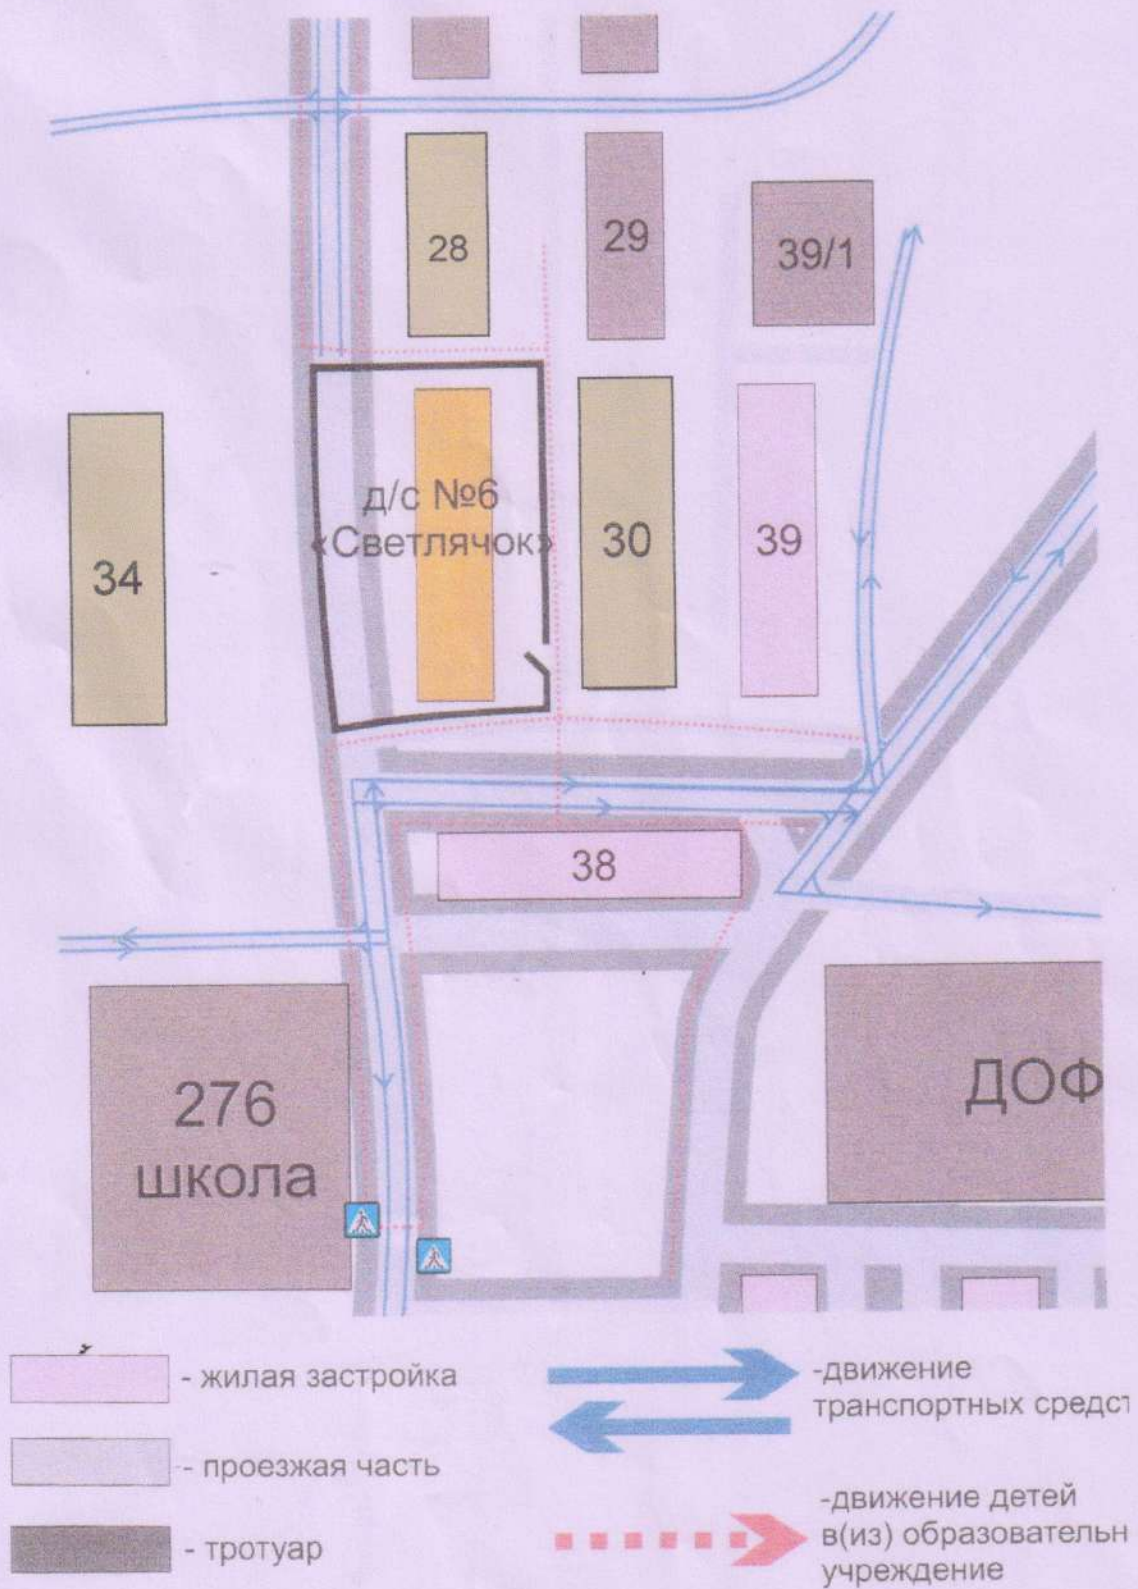 28
29
39/1
д/с №6
«Светлячок»
34
30
39
38
276
школа
ДОФ
- жилая застройка
- проезжая часть
- тротуар
-движение
транспортных средст
-движение детей
в(из) образовательн
учреждение